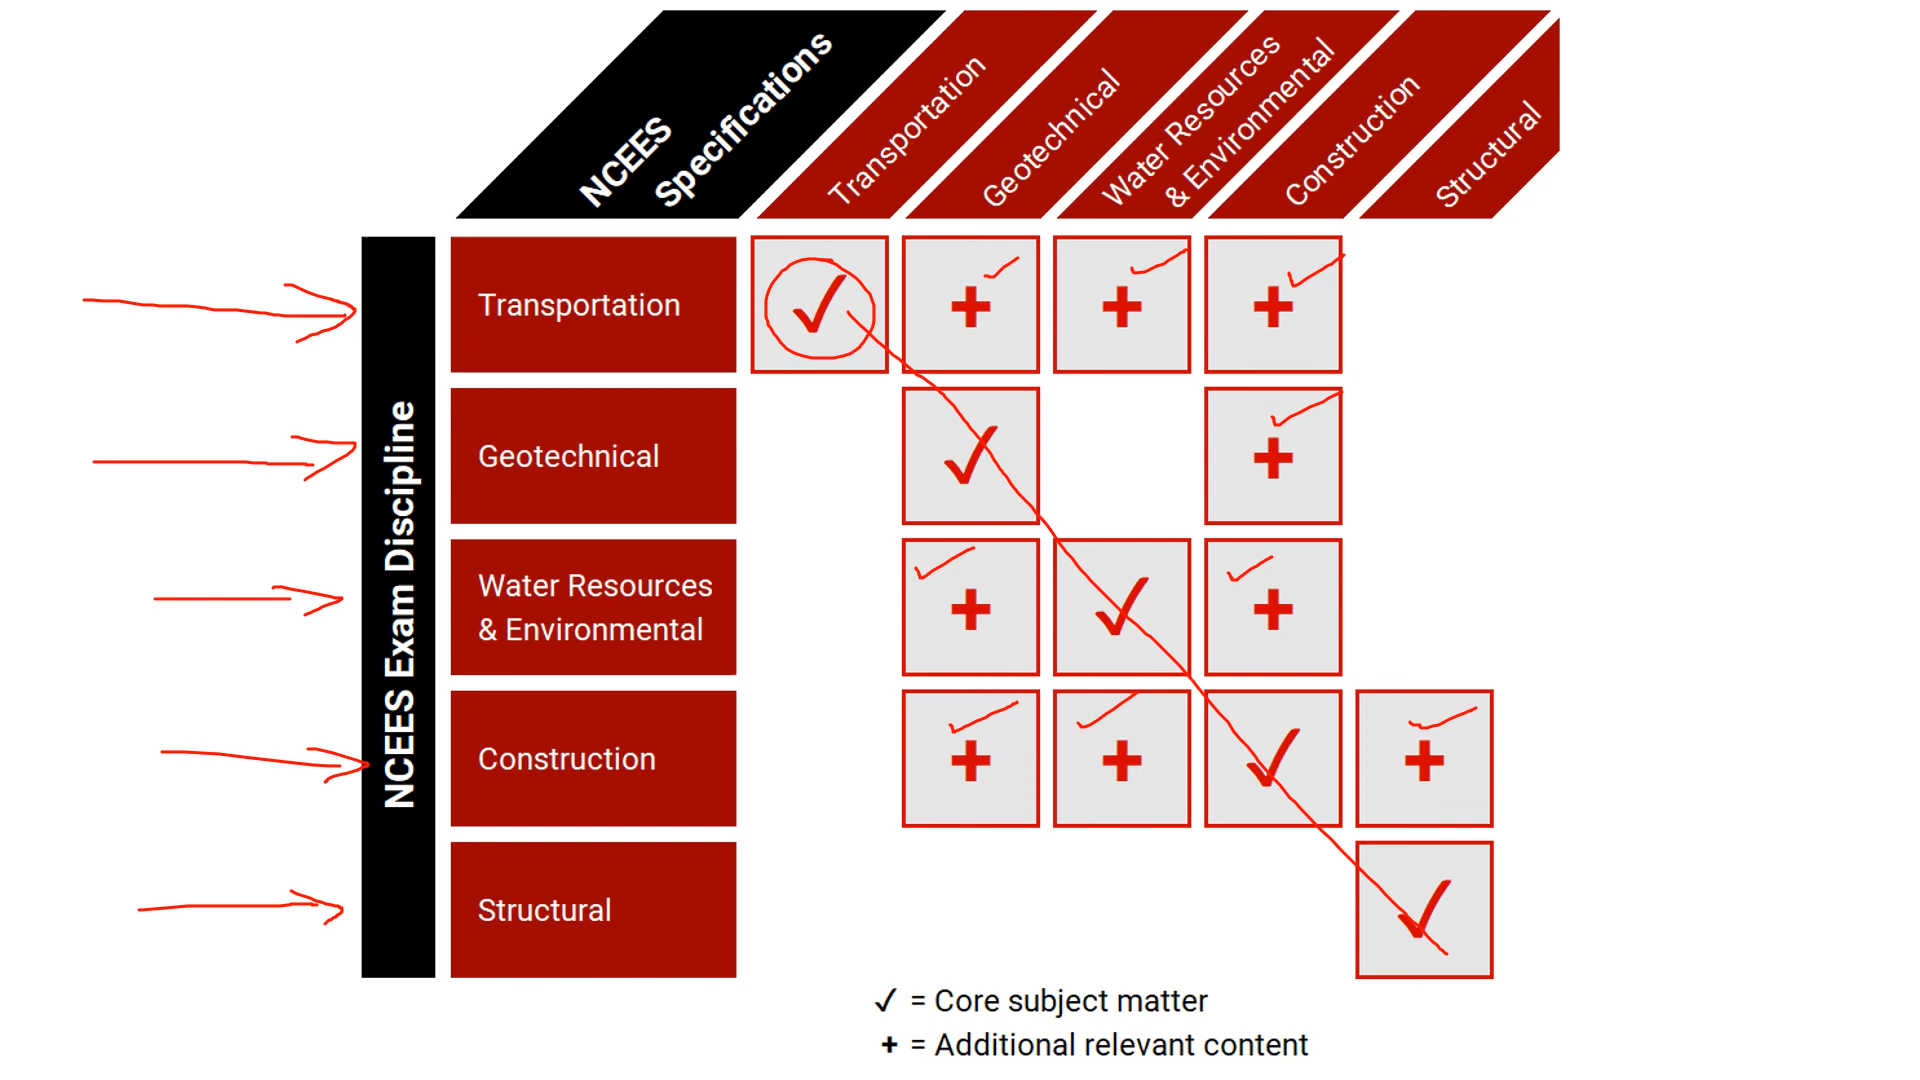 NCEES
Specifications
Transportation
Geotechnical
Water Resources
& Environmental
Construction
Structural
NCEES Exam Discipline
Transportation
✓ + + +
Geotechnical
✓ +
Water Resources
& Environmental
+ ✓ +
Construction
+ + ✓ +
Structural
✓
✓ = Core subject matter
+ = Additional relevant content